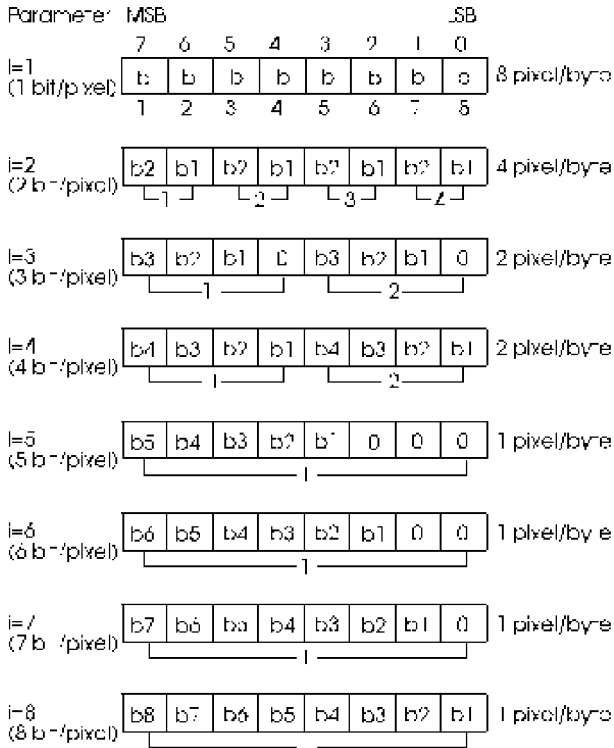 Parameter MSB LSB
7 6 5 4 3 2 1 0
i=1 b b b b b b b b 8 pixel/byte
(1 bit/pixel)
1 2 3 4 5 6 7 8
i=2 b2 b1 b2 b1 b2 b1 b2 b1 4 pixel/byte
(2 bit/pixel)
1 2 3 4
i=3 b3 b2 b1 0 b3 b2 b1 0 2 pixel/byte
(3 bit/pixel)
1 2
i=4 b4 b3 b2 b1 b4 b3 b2 b1 2 pixel/byte
(4 bit/pixel)
1 2
i=5 b5 b4 b3 b2 b1 0 0 0 1 pixel/byte
(5 bit/pixel)
1
i=6 b6 b5 b4 b3 b2 b1 0 0 1 pixel/byte
(6 bit/pixel)
1
i=7 b7 b6 b5 b4 b3 b2 b1 0 1 pixel/byte
(7 bit/pixel)
1
i=8 b8 b7 b6 b5 b4 b3 b2 b1 1 pixel/byte
(8 bit/pixel)